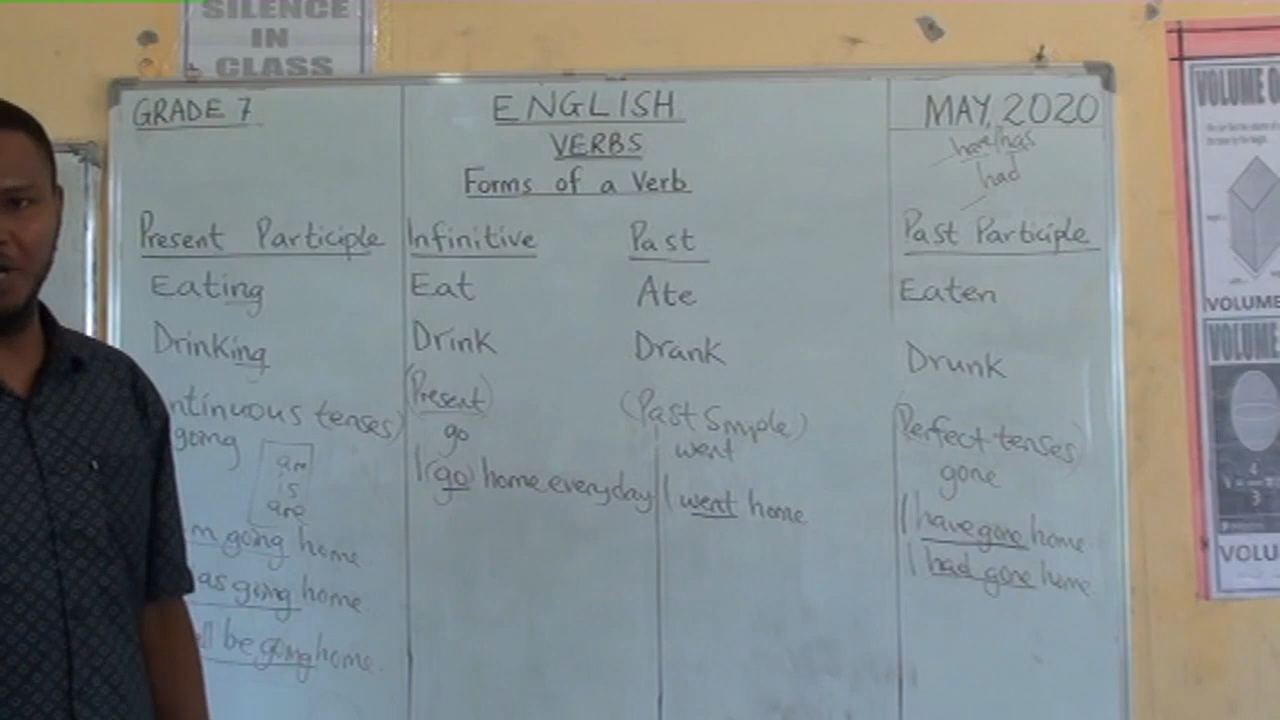 SILENCE
IN
CLASS
GRADE 7
ENGLISH
MAY, 2020
VERBS
Forms of a Verb
have/has
had
Present Participle
Infinitive
Past
Past Participle
Eating
Eat
Ate
Eaten
Drinking
Drink
Drank
Drunk
ntinuous tenses)
(Present)
(Past Smple)
(Perfect tenses)
going
go
went
gone
am
is
are
I go home everyday
I went home
I have gone home
I had gone home
m going home
as going home
ll be going home
VOLUME
VOLUME
VOLU